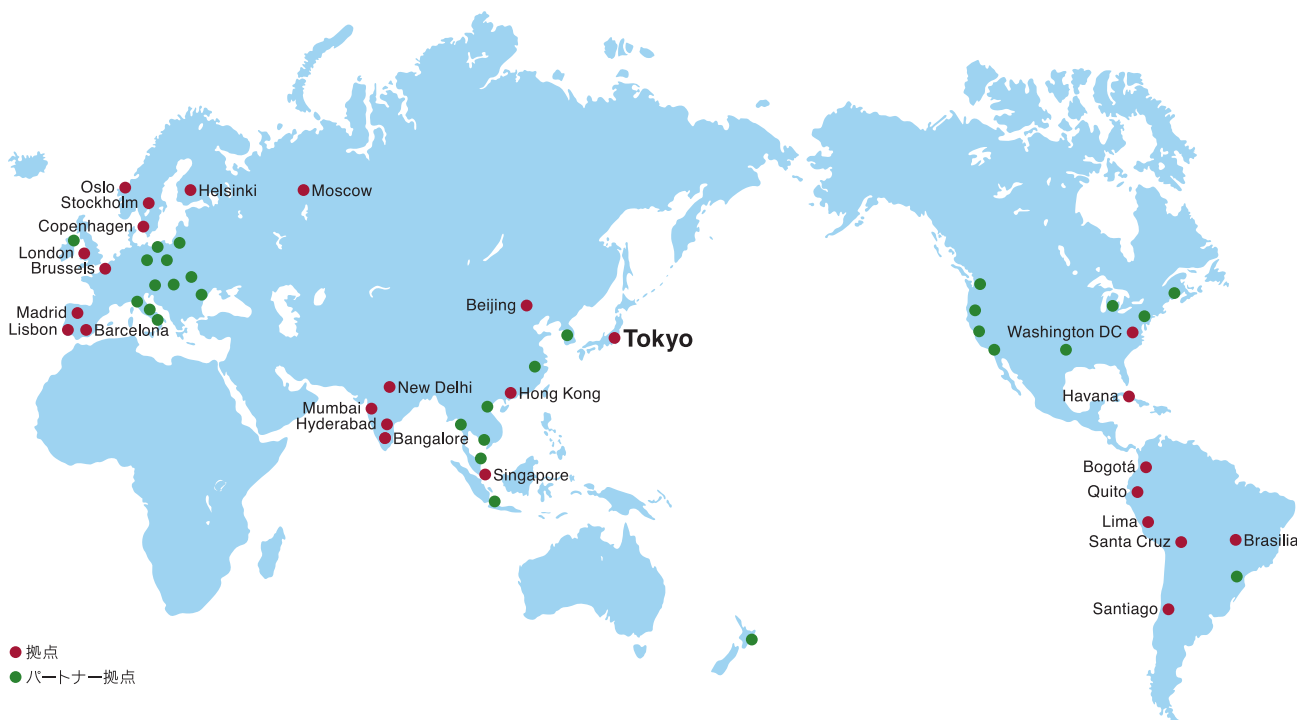 Oslo
Helsinki
Moscow
Stockholm
Copenhagen
London
Brussels
Madrid
Lisbon
Barcelona
Beijing
Tokyo
New Delhi
Hong Kong
Mumbai
Hyderabad
Bangalore
Singapore
Washington DC
Havana
Bogotá
Quito
Lima
Santa Cruz
Brasilia
Santiago
拠点
パートナー拠点